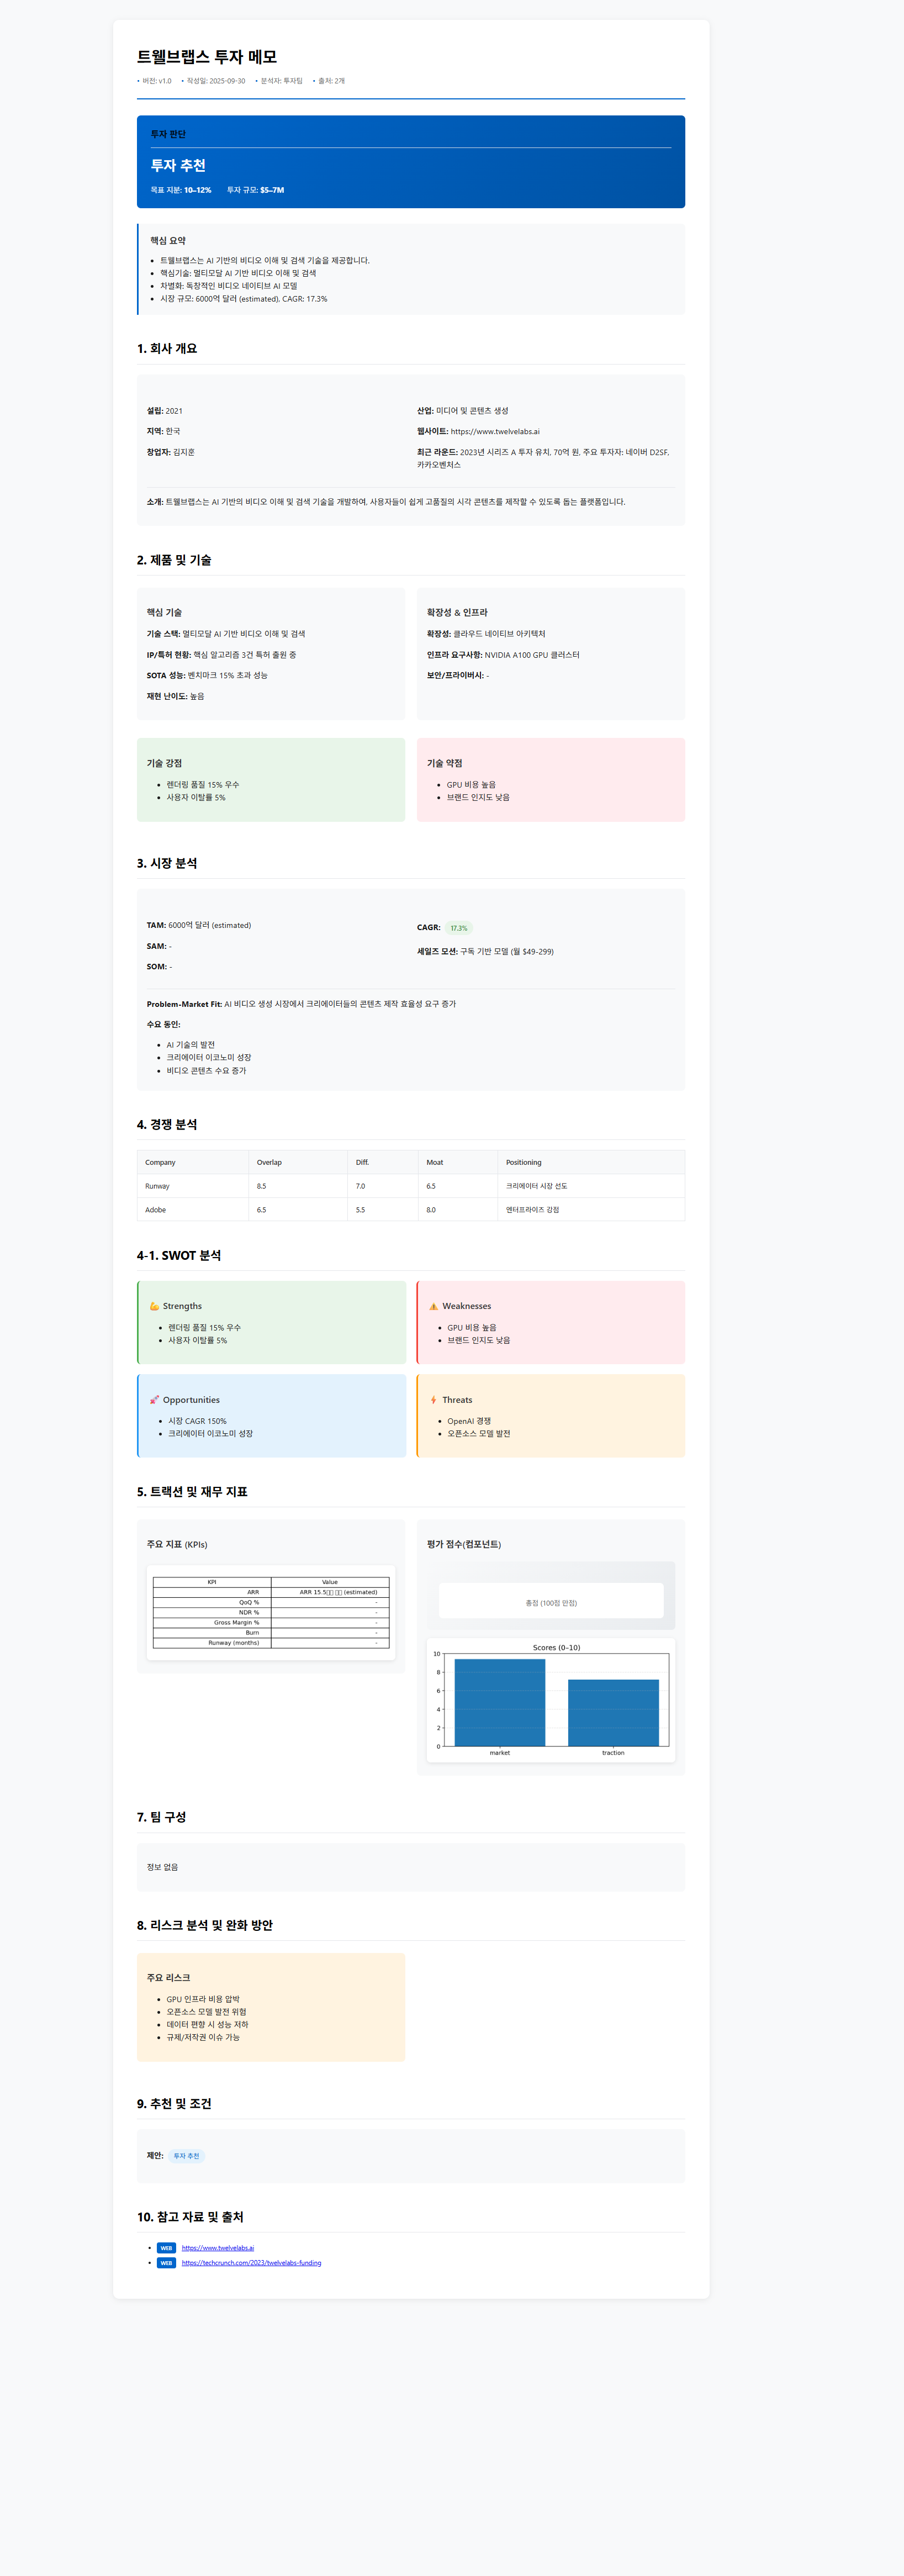 트웰브랩스 투자 메모
• 버전: v1.0 • 작성일: 2025-09-30 • 분석자: 투자팀 • 출처: 2개
투자 판단
투자 추천
목표 지분: 10–12% 투자 규모: $5–7M
핵심 요약
• 트웰브랩스는 AI 기반의 비디오 이해 및 검색 기술을 제공합니다.
• 핵심기술: 멀티모달 AI 기반 비디오 이해 및 검색
• 차별화: 독창적인 비디오 네이티브 AI 모델
• 시장 규모: 6000억 달러 (estimated), CAGR: 17.3%
1. 회사 개요
설립: 2021
지역: 한국
창업자: 김지훈
산업: 미디어 및 콘텐츠 생성
웹사이트: https://www.twelvelabs.ai
최근 라운드: 2023년 시리즈 A 투자 유치, 70억 원, 주요 투자자: 네이버 D2SF,
카카오벤처스
소개: 트웰브랩스는 AI 기반의 비디오 이해 및 검색 기술을 개발하여, 사용자들이 쉽게 고품질의 시각 콘텐츠를 제작할 수 있도록 돕는 플랫폼입니다.
2. 제품 및 기술
핵심 기술
기술 스택: 멀티모달 AI 기반 비디오 이해 및 검색
IP/특허 현황: 핵심 알고리즘 3건 특허 출원 중
SOTA 성능: 벤치마크 15% 초과 성능
재현 난이도: 높음
확장성 & 인프라
확장성: 클라우드 네이티브 아키텍처
인프라 요구사항: NVIDIA A100 GPU 클러스터
보안/프라이버시: -
기술 강점
• 렌더링 품질 15% 우수
• 사용자 이탈률 5%
기술 약점
• GPU 비용 높음
• 브랜드 인지도 낮음
3. 시장 분석
TAM: 6000억 달러 (estimated)
SAM: -
SOM: -
CAGR: 17.3%
세일즈 모션: 구독 기반 모델 (월 $49-299)
Problem-Market Fit: AI 비디오 생성 시장에서 크리에이터들의 콘텐츠 제작 효율성 요구 증가
수요 동인:
• AI 기술의 발전
• 크리에이터 이코노미 성장
• 비디오 콘텐츠 수요 증가
4. 경쟁 분석
Company Overlap Diff. Moat Positioning
Runway 8.5 7.0 6.5 크리에이터 시장 선도
Adobe 6.5 5.5 8.0 엔터프라이즈 강점
4-1. SWOT 분석
💪 Strengths
• 렌더링 품질 15% 우수
• 사용자 이탈률 5%
⚠️ Weaknesses
• GPU 비용 높음
• 브랜드 인지도 낮음
🚀 Opportunities
• 시장 CAGR 150%
• 크리에이터 이코노미 성장
⚡ Threats
• OpenAI 경쟁
• 오픈소스 모델 발전
5. 트랙션 및 재무 지표
주요 지표 (KPIs)
KPI Value
ARR ARR 15.5□□ □□ (estimated)
QoQ % -
NDR % -
Gross Margin % -
Burn -
Runway (months) -
평가 점수(컴포넌트)
총점 (100점 만점)
Scores (0–10)
10
8
6
4
2
0
market traction
7. 팀 구성
정보 없음
8. 리스크 분석 및 완화 방안
주요 리스크
• GPU 인프라 비용 압박
• 오픈소스 모델 발전 위험
• 데이터 편향 시 성능 저하
• 규제/저작권 이슈 가능
9. 추천 및 조건
제안: 투자 추천
10. 참고 자료 및 출처
• WEB https://www.twelvelabs.ai
• WEB https://techcrunch.com/2023/twelvelabs-funding